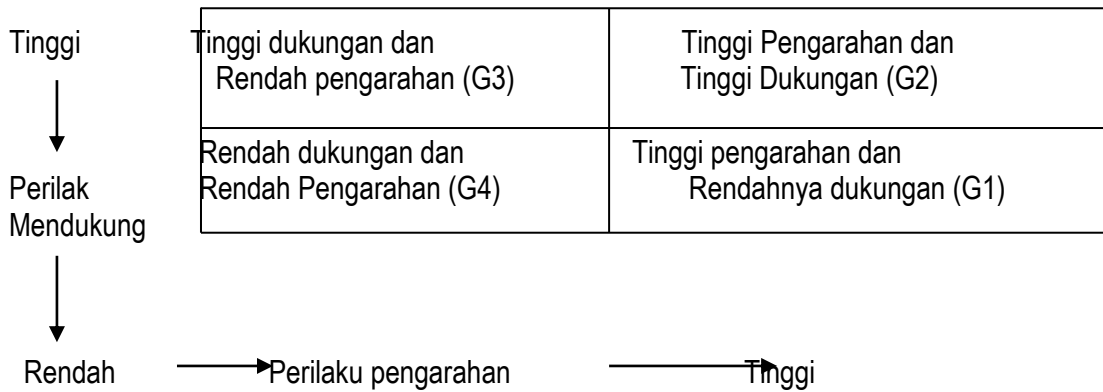 Tinggi
Tinggi dukungan dan
Rendah pengarahan (G3)
Tinggi Pengarahan dan
Tinggi Dukungan (G2)
Perilak
Mendukung
Rendah dukungan dan
Rendah Pengarahan (G4)
Tinggi pengarahan dan
Rendahnya dukungan (G1)
Rendah
Perilaku pengarahan
Tinggi